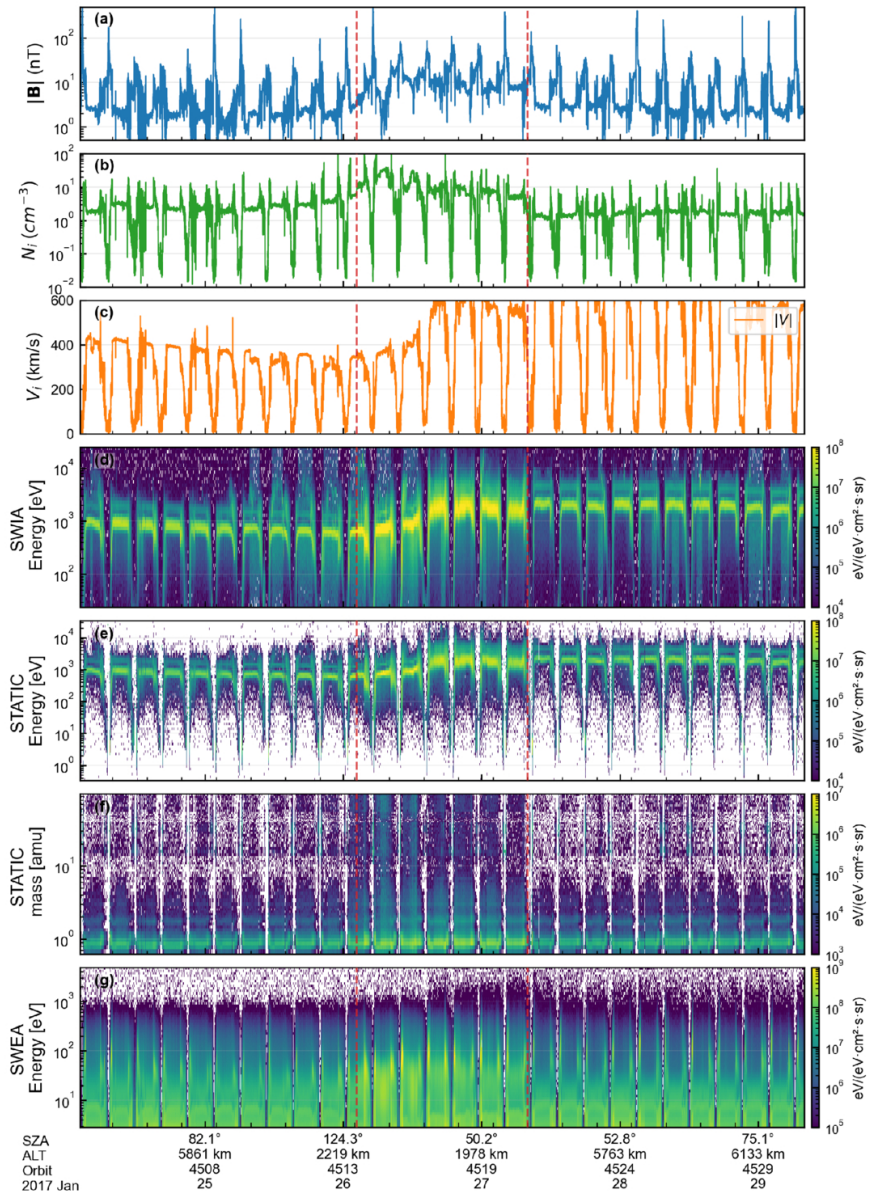 (a)
|B| (nT)
10²
10¹
10⁰
(b)
Nᵢ (cm⁻³)
10²
10¹
10⁰
10⁻¹
10⁻²
(c)
Vᵢ (km/s)
600
400
200
0
|V|
(d)
SWIA
Energy [eV]
10⁴
10³
10²
10⁸
10⁷
10⁶
10⁵
10⁴
eV/(eV·cm²·s·sr)
(e)
STATIC
Energy [eV]
10⁴
10³
10²
10¹
10⁰
10⁸
10⁷
10⁶
10⁵
10⁴
eV/(eV·cm²·s·sr)
(f)
STATIC
mass [amu]
10¹
10⁰
10⁷
10⁶
10⁵
10⁴
10³
eV/(eV·cm²·s·sr)
(g)
SWEA
Energy [eV]
10³
10²
10¹
10⁹
10⁸
10⁷
10⁶
10⁵
eV/(eV·cm²·s·sr)
SZA 82.1° 124.3° 50.2° 52.8° 75.1°
ALT 5861 km 2219 km 1978 km 5763 km 6133 km
Orbit 4508 4513 4519 4524 4529
2017 Jan 25 26 27 28 29